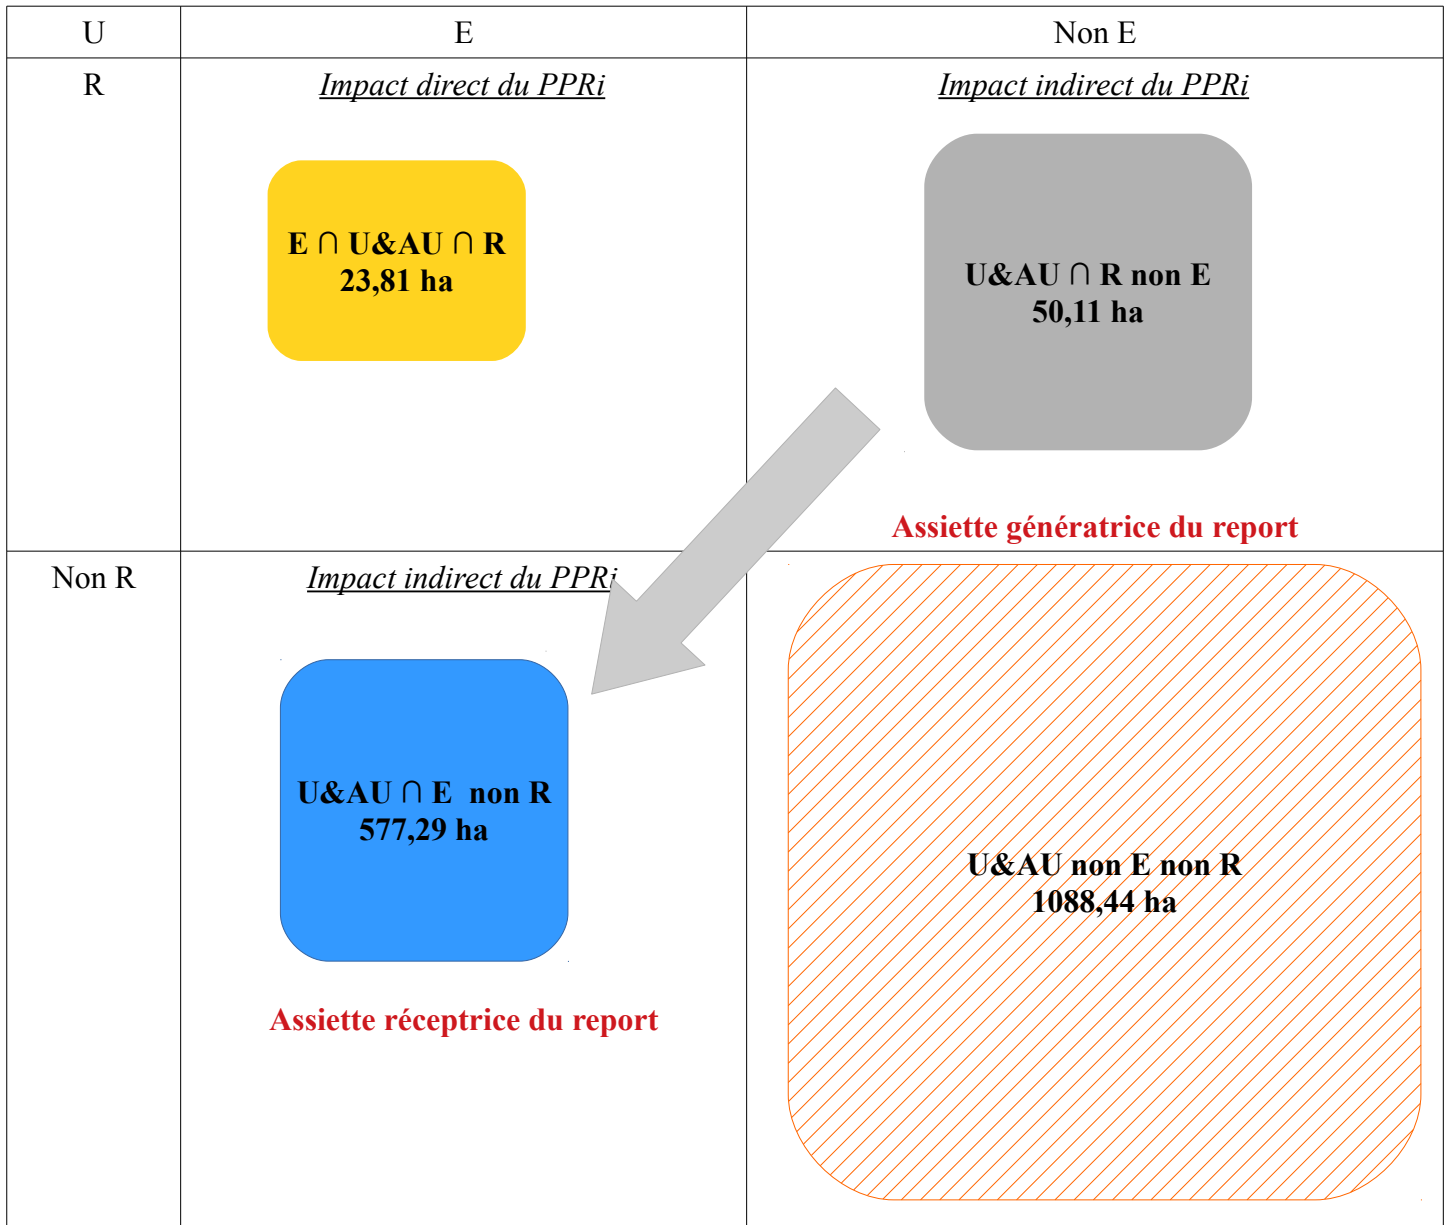 U
E
Non E
R
Impact direct du PPRi
E ∩ U&AU ∩ R
23,81 ha
Impact indirect du PPRi
U&AU ∩ R non E
50,11 ha
Assiette génératrice du report
Non R
Impact indirect du PPRi
U&AU ∩ E non R
577,29 ha
Assiette réceptrice du report
U&AU non E non R
1088,44 ha